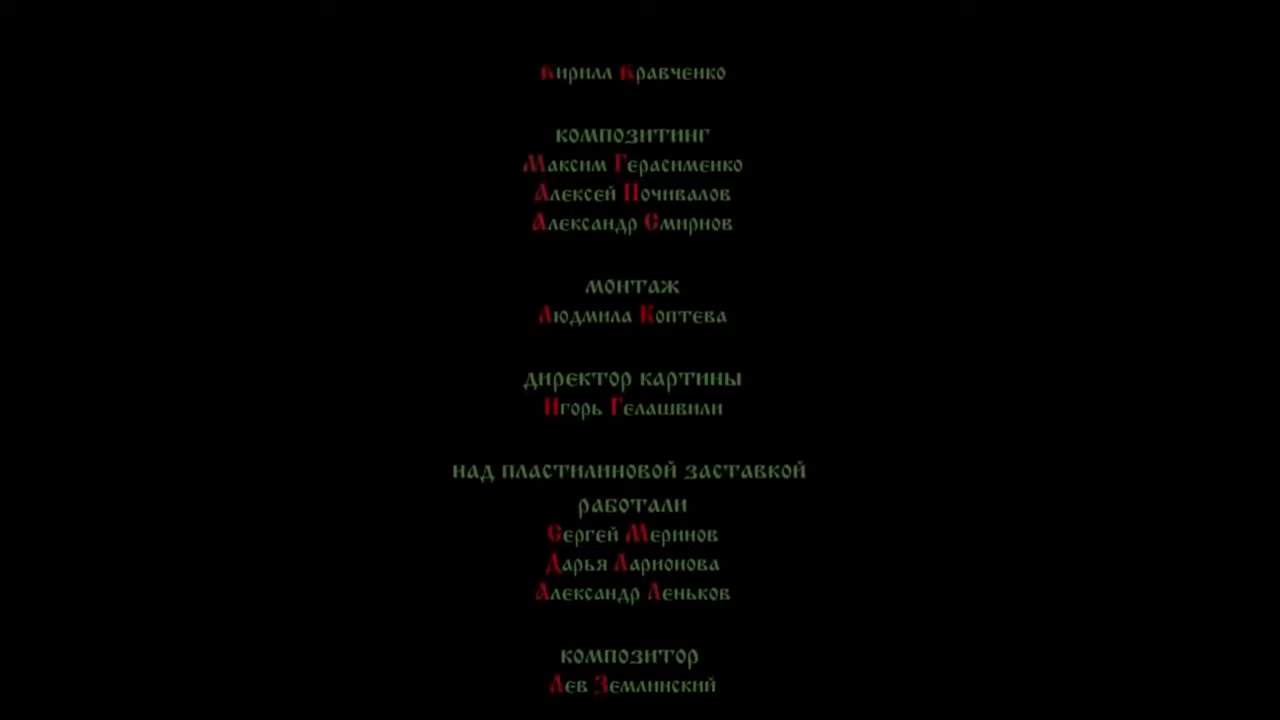 Кирилл Кравченко
композитинг
Максим Герасименко
Алексей Почивалов
Александр Смирнов
монтаж
Людмила Коптева
директор картины
Игорь Гелашвили
над пластилиновой заставкой
работали
Сергей Меринов
Дарья Ларионова
Александр Леньков
композитор
Лев Землинский